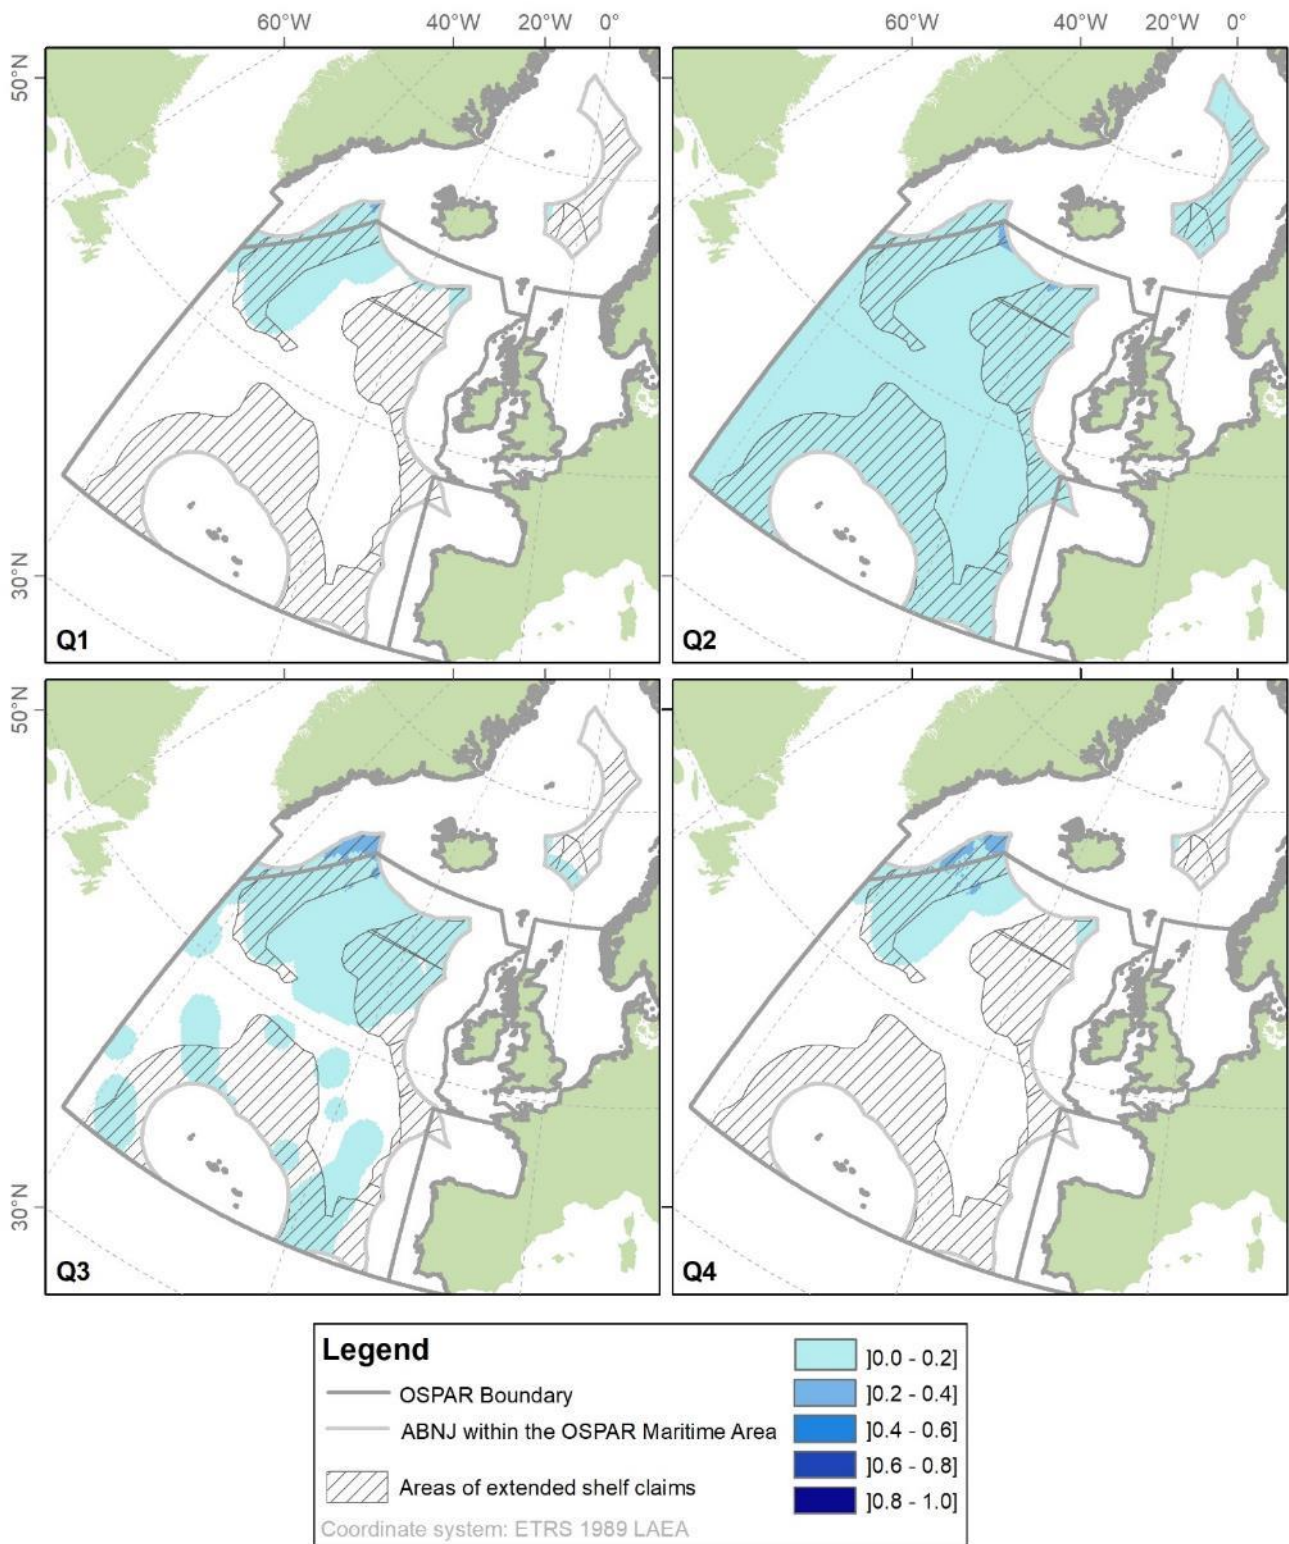 60°W 40°W 20°W 0° 60°W 40°W 20°W 0°
50°N
30°N
Q1 Q2
50°N
30°N
Q3 Q4
Legend
OSPAR Boundary
ABNJ within the OSPAR Maritime Area
Areas of extended shelf claims
Coordinate system: ETRS 1989 LAEA
]0.0 - 0.2]
]0.2 - 0.4]
]0.4 - 0.6]
]0.6 - 0.8]
]0.8 - 1.0]